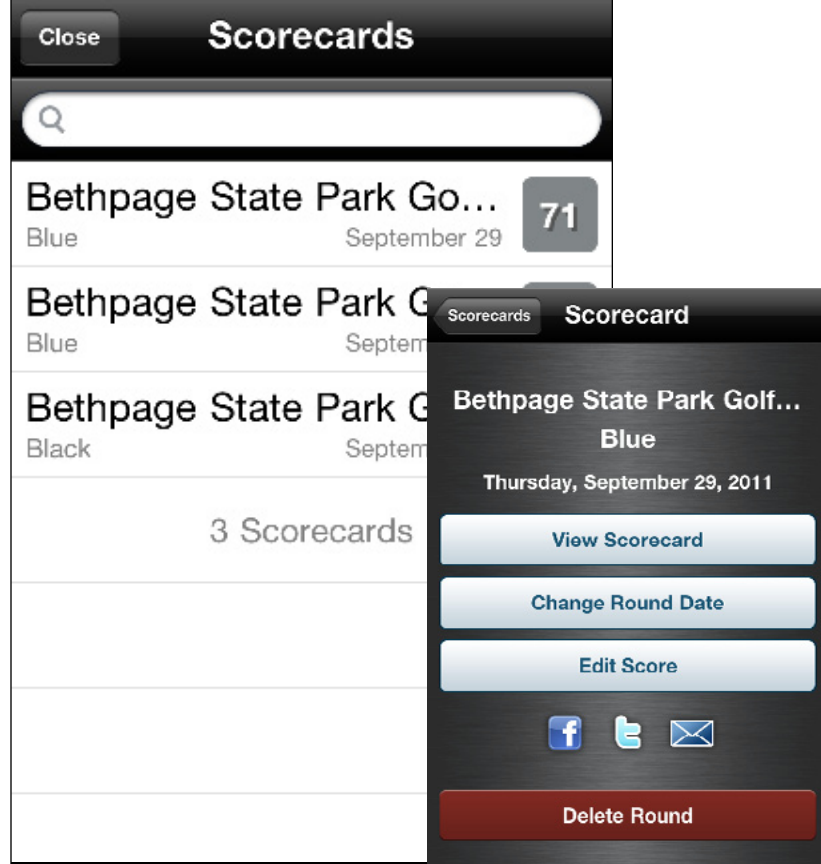 Close
Scorecards
Bethpage State Park Go...
71
Blue
September 29
Bethpage State Park
Blue
Bethpage State Park
Black
3 Scorecards
Scorecards
Scorecard
Bethpage State Park Golf...
Blue
Thursday, September 29, 2011
View Scorecard
Change Round Date
Edit Score
f
t
Delete Round